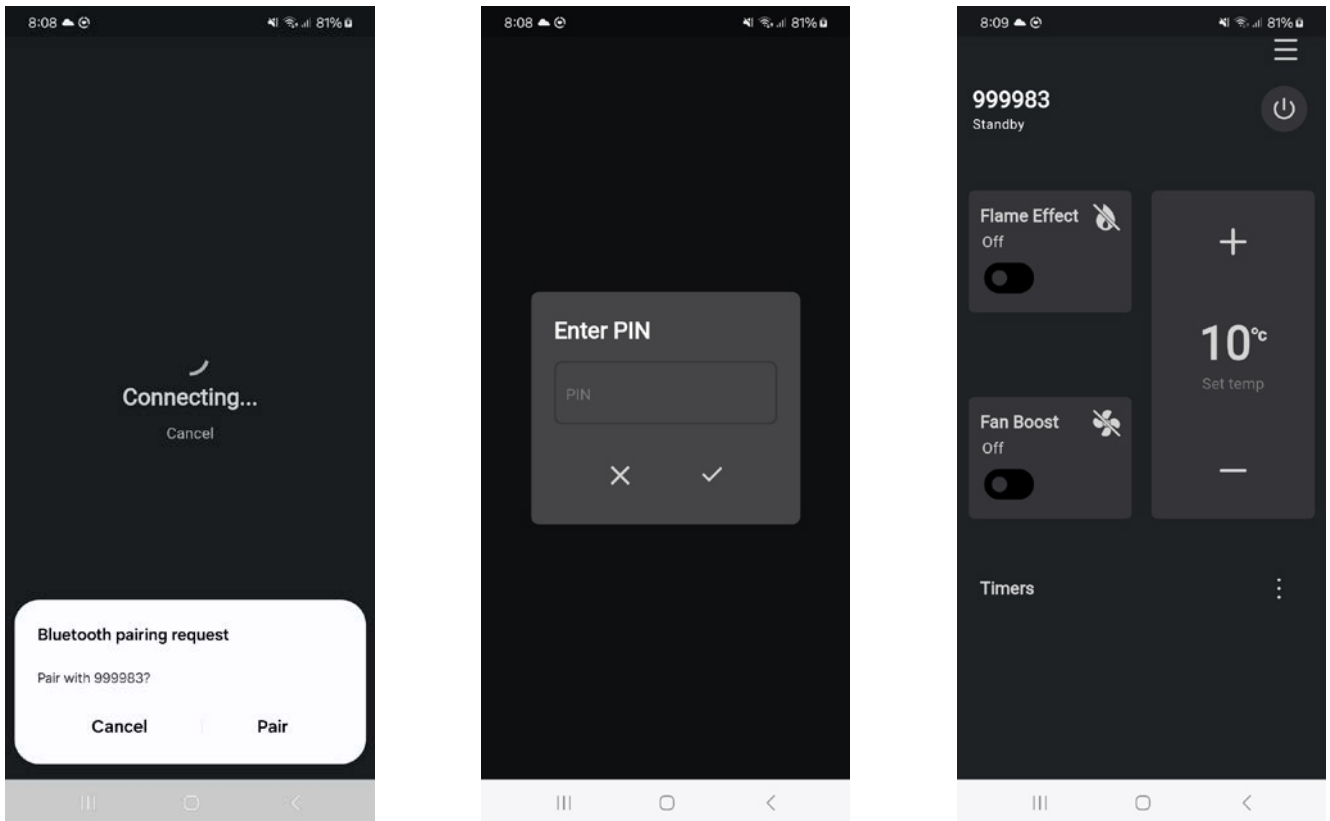 8:08 81%
Connecting...
Cancel
Bluetooth pairing request
Pair with 999983?
Cancel Pair
8:08 81%
Enter PIN
PIN
8:09 81%
999983
Standby
Flame Effect
Off
10°c
Set temp
Fan Boost
Off
Timers